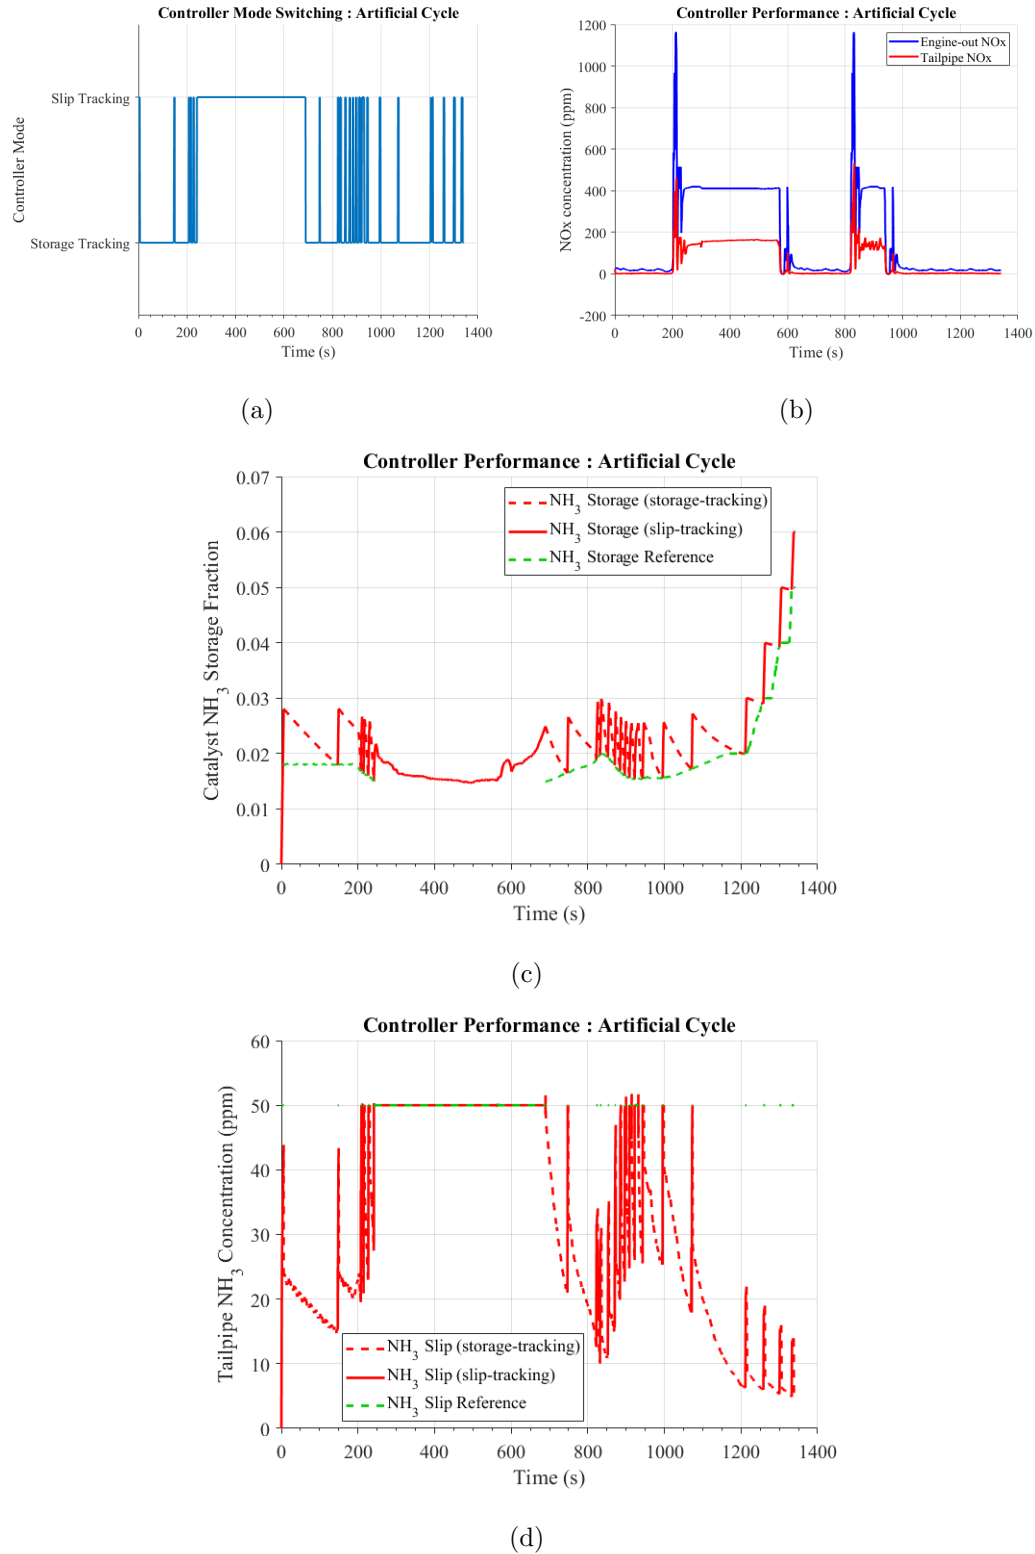 Controller Mode Switching : Artificial Cycle
Slip Tracking
Storage Tracking
Controller Mode
0 200 400 600 800 1000 1200 1400
Time (s)
(a)
Controller Performance : Artificial Cycle
Engine-out NOx
Tailpipe NOx
1200
1000
800
600
400
200
0
-200
NOx concentration (ppm)
0 200 400 600 800 1000 1200 1400
Time (s)
(b)
Controller Performance : Artificial Cycle
NH3 Storage (storage-tracking)
NH3 Storage (slip-tracking)
NH3 Storage Reference
0.07
0.06
0.05
0.04
0.03
0.02
0.01
0
Catalyst NH3 Storage Fraction
0 200 400 600 800 1000 1200 1400
Time (s)
(c)
Controller Performance : Artificial Cycle
60
50
40
30
20
10
0
Tailpipe NH3 Concentration (ppm)
NH3 Slip (storage-tracking)
NH3 Slip (slip-tracking)
NH3 Slip Reference
0 200 400 600 800 1000 1200 1400
Time (s)
(d)